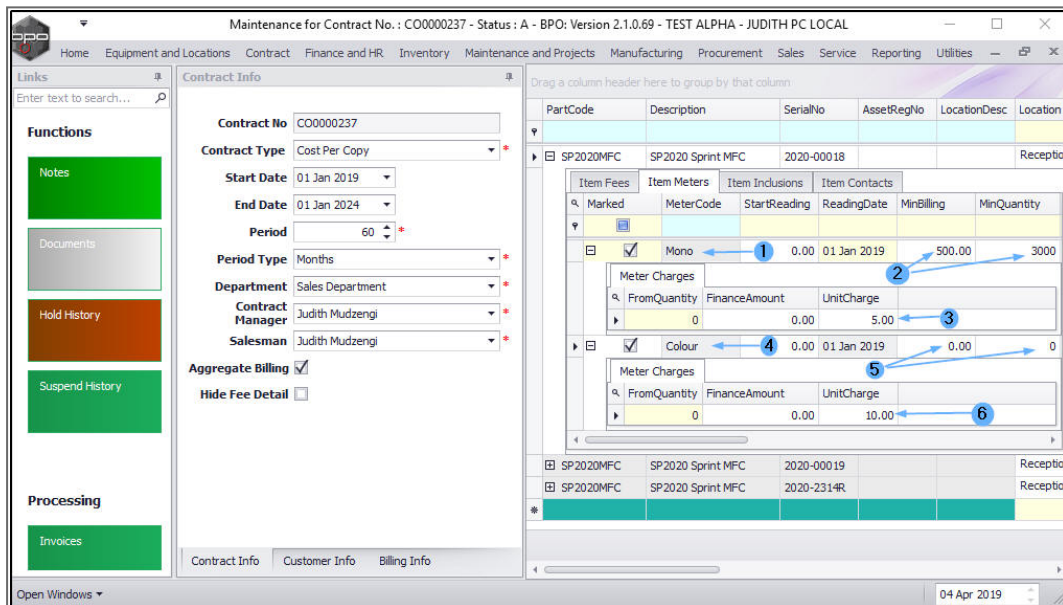 Maintenance for Contract No. : CO0000237 - Status : A - BPO: Version 2.1.0.69 - TEST ALPHA - JUDITH PC LOCAL
bpo
Home Equipment and Locations Contract Finance and HR Inventory Maintenance and Projects Manufacturing Procurement Sales Service Reporting Utilities
Links
Enter text to search...
Functions
Notes
Documents
Hold History
Suspend History
Processing
Invoices
Contract Info
Contract No CO0000237
Contract Type Cost Per Copy *
Start Date 01 Jan 2019
End Date 01 Jan 2024
Period 60 *
Period Type Months *
Department Sales Department *
Contract Manager Judith Mudzengi *
Salesman Judith Mudzengi *
Aggregate Billing
Hide Fee Detail
Contract Info Customer Info Billing Info
Drag a column header here to group by that column
PartCode Description SerialNo AssetRegNo LocationDesc Location
SP2020MFC SP2020 Sprint MFC 2020-00018 Receptio
Item Fees Item Meters Item Inclusions Item Contacts
Marked MeterCode StartReading ReadingDate MinBilling MinQuantity
Mono 1 0.00 01 Jan 2019 500.00 3000
2
Meter Charges
FromQuantity FinanceAmount UnitCharge
0 0.00 5.00 3
Colour 4 0.00 01 Jan 2019 0.00 0
5
Meter Charges
FromQuantity FinanceAmount UnitCharge
0 0.00 10.00 6
SP2020MFC SP2020 Sprint MFC 2020-00019 Receptio
SP2020MFC SP2020 Sprint MFC 2020-2314R Receptio
Open Windows 04 Apr 2019